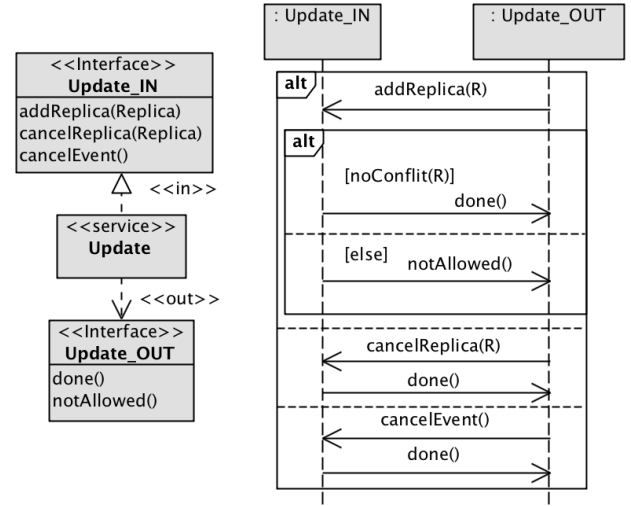 <<Interface>>
Update_IN
addReplica(Replica)
cancelReplica(Replica)
cancelEvent()
<<in>>
<<service>>
Update
<<out>>
<<Interface>>
Update_OUT
done()
notAllowed()
: Update_IN
: Update_OUT
alt
addReplica(R)
alt
[noConflit(R)]
done()
[else]
notAllowed()
cancelReplica(R)
done()
cancelEvent()
done()